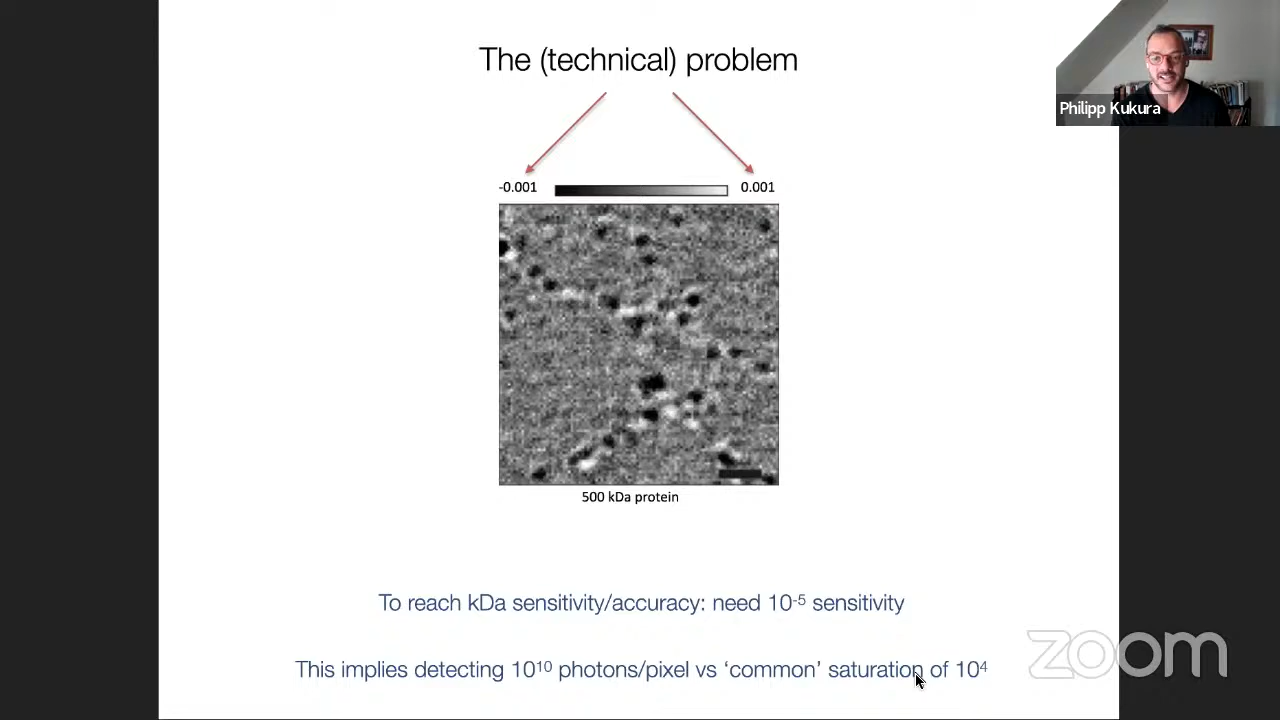 The (technical) problem
Philipp Kukura
-0.001
0.001
500 kDa protein
To reach kDa sensitivity/accuracy: need 10⁻⁵ sensitivity
This implies detecting 10¹⁰ photons/pixel vs ‘common’ saturation of 10⁴
zoom